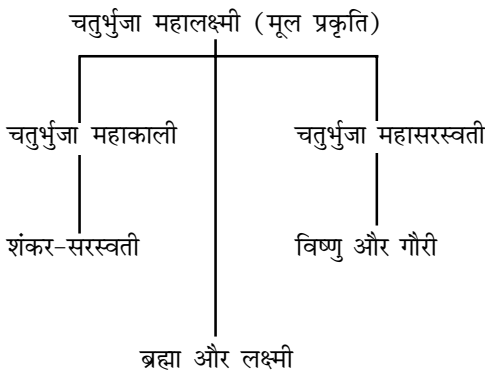 चतुर्भुजा महालक्ष्मी (मूल प्रकृति)
चतुर्भुजा महाकाली
चतुर्भुजा महासरस्वती
शंकर-सरस्वती
विष्णु और गौरी
ब्रह्मा और लक्ष्मी